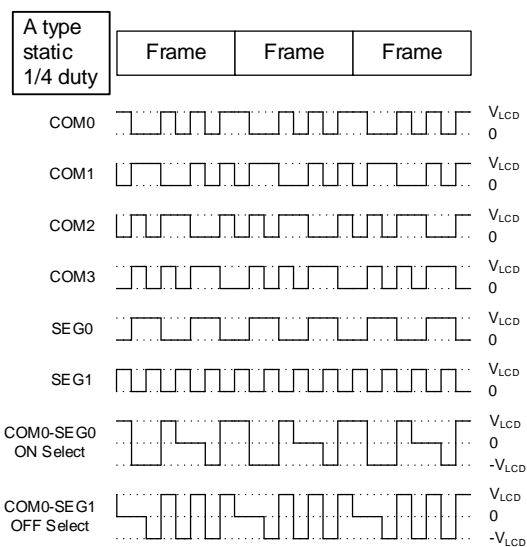 A type
static
1/4 duty
Frame Frame Frame
COM0 VLCD
0
COM1 VLCD
0
COM2 VLCD
0
COM3 VLCD
0
SEG0 VLCD
0
SEG1 VLCD
0
COM0-SEG0
ON Select
VLCD
0
-VLCD
COM0-SEG1
OFF Select
VLCD
0
-VLCD